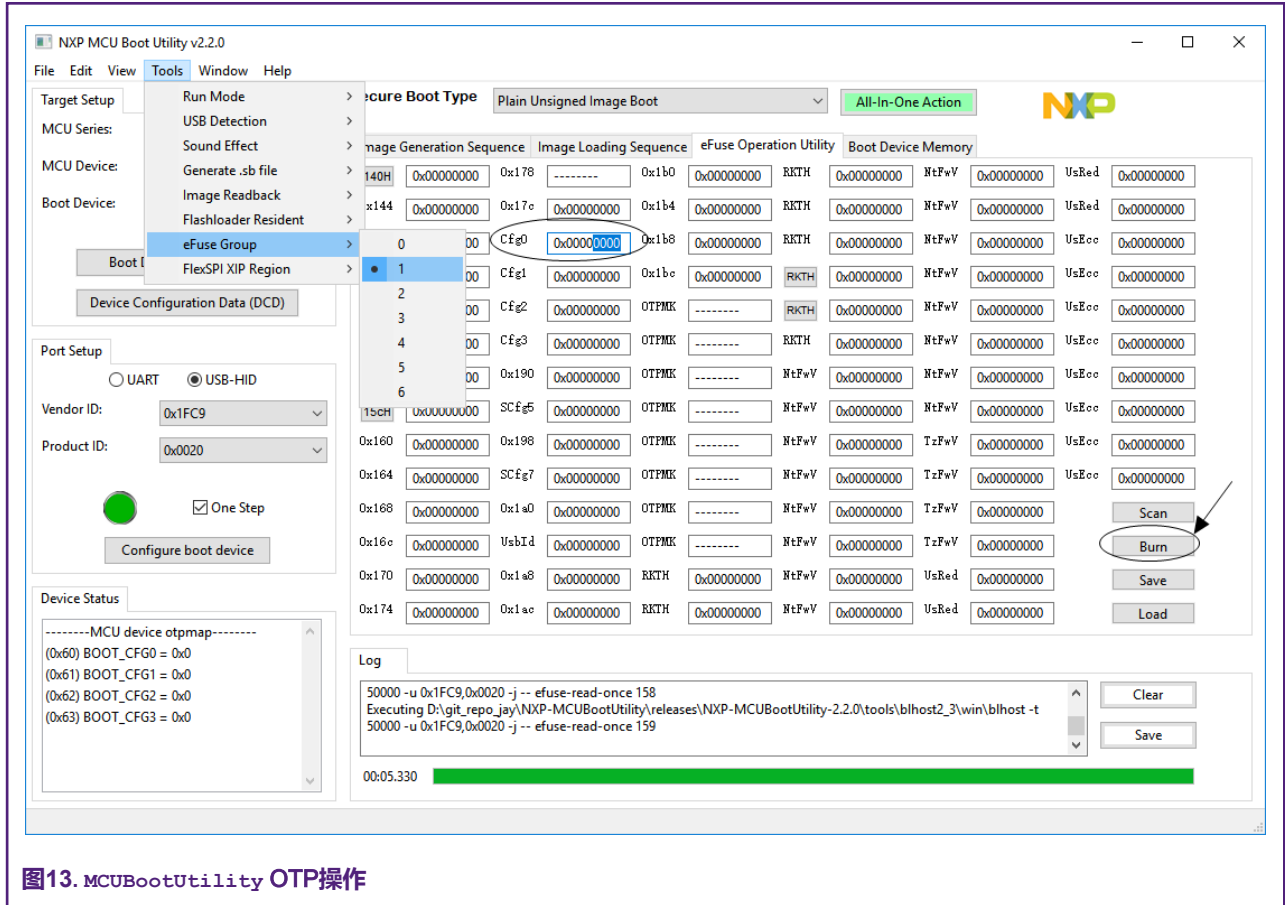 NXP MCU Boot Utility v2.2.0
File Edit View Tools Window Help
Target Setup
MCU Series:
MCU Device:
Boot Device:
Boot D
Device Configuration Data (DCD)
Run Mode
USB Detection
Sound Effect
Generate .sb file
Image Readback
Flashloader Resident
eFuse Group
FlexSPI XIP Region
0
1
2
3
4
5
6
Port Setup
UART USB-HID
Vendor ID: 0x1FC9
Product ID: 0x0020
One Step
Configure boot device
Device Status
--------MCU device otpmap--------
(0x60) BOOT_CFG0 = 0x0
(0x61) BOOT_CFG1 = 0x0
(0x62) BOOT_CFG2 = 0x0
(0x63) BOOT_CFG3 = 0x0
ecure Boot Type Plain Unsigned Image Boot All-In-One Action NXP
mage Generation Sequence Image Loading Sequence eFuse Operation Utility Boot Device Memory
140H 0x00000000 0x178 -------- 0x1b0 0x00000000 RKTH 0x00000000 NtFwV 0x00000000 UsRed 0x00000000
x144 0x00000000 0x17c 0x00000000 0x1b4 0x00000000 RKTH 0x00000000 NtFwV 0x00000000 UsRed 0x00000000
00 Cfg0 0x00000000 0x1b8 0x00000000 RKTH 0x00000000 NtFwV 0x00000000 UsEcc 0x00000000
00 Cfg1 0x00000000 0x1bc 0x00000000 RKTH 0x00000000 NtFwV 0x00000000 UsEcc 0x00000000
00 Cfg2 0x00000000 OTPMK -------- RKTH 0x00000000 NtFwV 0x00000000 UsEcc 0x00000000
00 Cfg3 0x00000000 OTPMK -------- RKTH 0x00000000 NtFwV 0x00000000 UsEcc 0x00000000
00 0x190 0x00000000 OTPMK -------- NtFwV 0x00000000 NtFwV 0x00000000 UsEcc 0x00000000
15cH 0x00000000 SCfg5 0x00000000 OTPMK -------- NtFwV 0x00000000 NtFwV 0x00000000 UsEcc 0x00000000
0x160 0x00000000 0x198 0x00000000 OTPMK -------- NtFwV 0x00000000 TzFwV 0x00000000 UsEcc 0x00000000
0x164 0x00000000 SCfg7 0x00000000 OTPMK -------- NtFwV 0x00000000 TzFwV 0x00000000 UsEcc 0x00000000
0x168 0x00000000 0x1a0 0x00000000 OTPMK -------- NtFwV 0x00000000 TzFwV 0x00000000 Scan
0x16c 0x00000000 UsbId 0x00000000 OTPMK -------- NtFwV 0x00000000 TzFwV 0x00000000 Burn
0x170 0x00000000 0x1a8 0x00000000 RKTH 0x00000000 NtFwV 0x00000000 UsRed 0x00000000 Save
0x174 0x00000000 0x1ac 0x00000000 RKTH 0x00000000 NtFwV 0x00000000 UsRed 0x00000000 Load
Log
50000 -u 0x1FC9,0x0020 -j -- efuse-read-once 158
Executing D:\git_repo_jay\NXP-MCUBootUtility\releases\NXP-MCUBootUtility-2.2.0\tools\blhost2_3\win\blhost -t
50000 -u 0x1FC9,0x0020 -j -- efuse-read-once 159
Clear
Save
00:05.330
图13. MCUBootUtility OTP操作